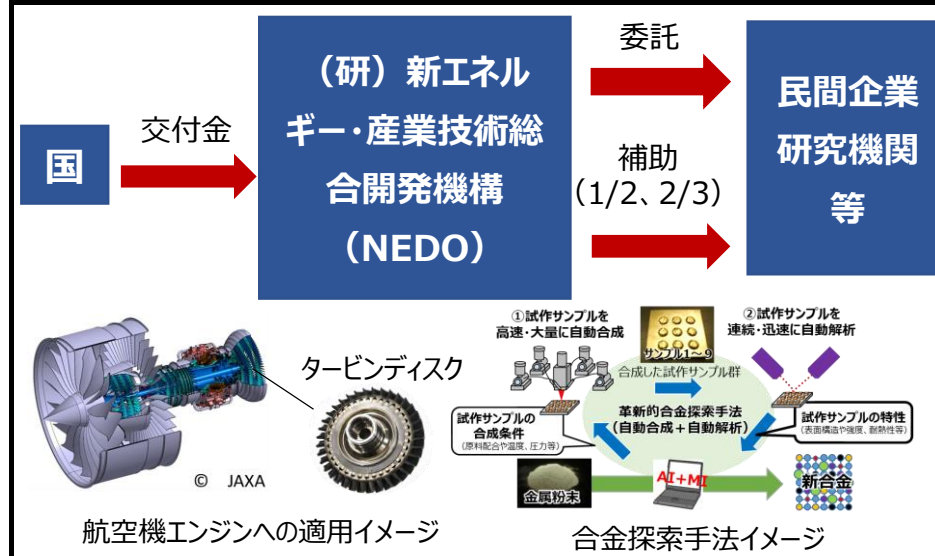 国
交付金
（研）新エネル
ギー・産業技術総
合開発機構
（NEDO）
委託
補助
（1/2、2/3）
民間企業
研究機関
等
タービンディスク
© JAXA
航空機エンジンへの適用イメージ
①試作サンプルを
高速・大量に自動合成
サンプル1～9
合成した試作サンプル群
②試作サンプルを
連続・迅速に自動解析
革新的合金探索手法
（自動合成＋自動解析）
試作サンプルの
合成条件
（原料配合や温度、圧力等）
試作サンプルの特性
（表面構造や強度、耐熱性等）
金属粉末
AI+MI
新合金
合金探索手法イメージ